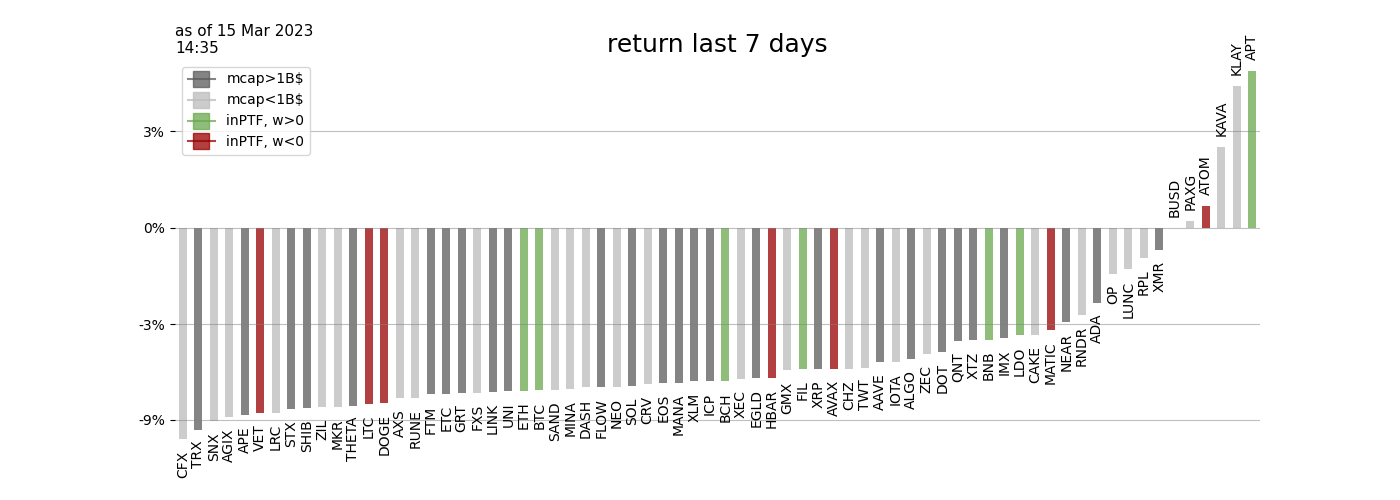 as of 15 Mar 2023
14:35
return last 7 days
mcap>1B$
mcap<1B$
inPTF, w>0
inPTF, w<0
3%
0%
-3%
-9%
CFX
TRX
SNX
AGIX
APE
VET
LRC
STX
SHIB
ZIL
MKR
THETA
LTC
DOGE
AXS
RUNE
FTM
ETC
GRT
FXS
LINK
UNI
ETH
BTC
SAND
MINA
DASH
FLOW
NEO
SOL
CRV
EOS
MANA
XLM
ICP
BCH
XEC
EGLD
HBAR
GMX
FIL
XRP
AVAX
CHZ
TWT
AAVE
IOTA
ALGO
ZEC
DOT
QNT
XTZ
BNB
IMX
LDO
CAKE
MATIC
NEAR
RNDR
ADA
OP
LUNC
RPL
XMR
BUSD
PAXG
ATOM
KAVA
KLAY
APT